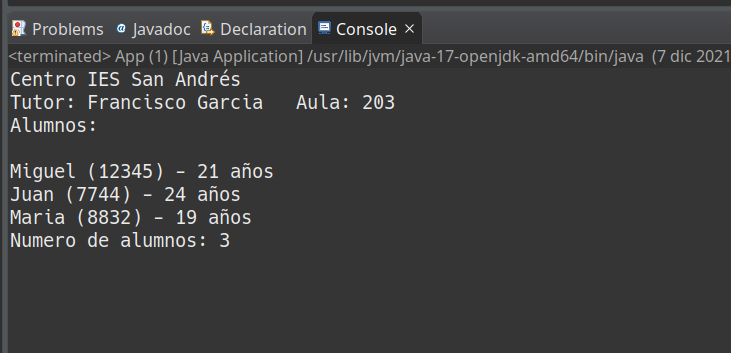 Problems Javadoc Declaration Console
<terminated> App (1) [Java Application] /usr/lib/jvm/java-17-openjdk-amd64/bin/java (7 dic 2021
Centro IES San Andrés
Tutor: Francisco Garcia   Aula: 203
Alumnos:
Miguel (12345) - 21 años
Juan (7744) - 24 años
Maria (8832) - 19 años
Numero de alumnos: 3